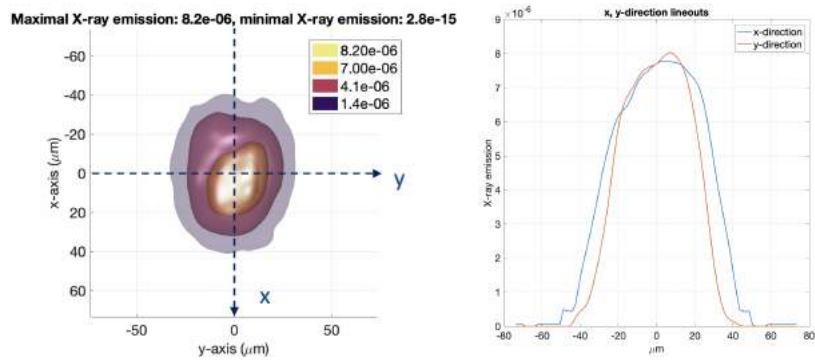 Maximal X-ray emission: 8.2e-06, minimal X-ray emission: 2.8e-15
8.20e-06
7.00e-06
4.1e-06
1.4e-06
-60
-40
-20
0
20
40
60
x-axis (μm)
y
x
-50
0
50
y-axis (μm)
x, y-direction lineouts
×10⁻⁶
x-direction
y-direction
9
8
7
6
5
4
3
2
1
0
X-ray emission
-80
-60
-40
-20
0
20
40
60
80
μm